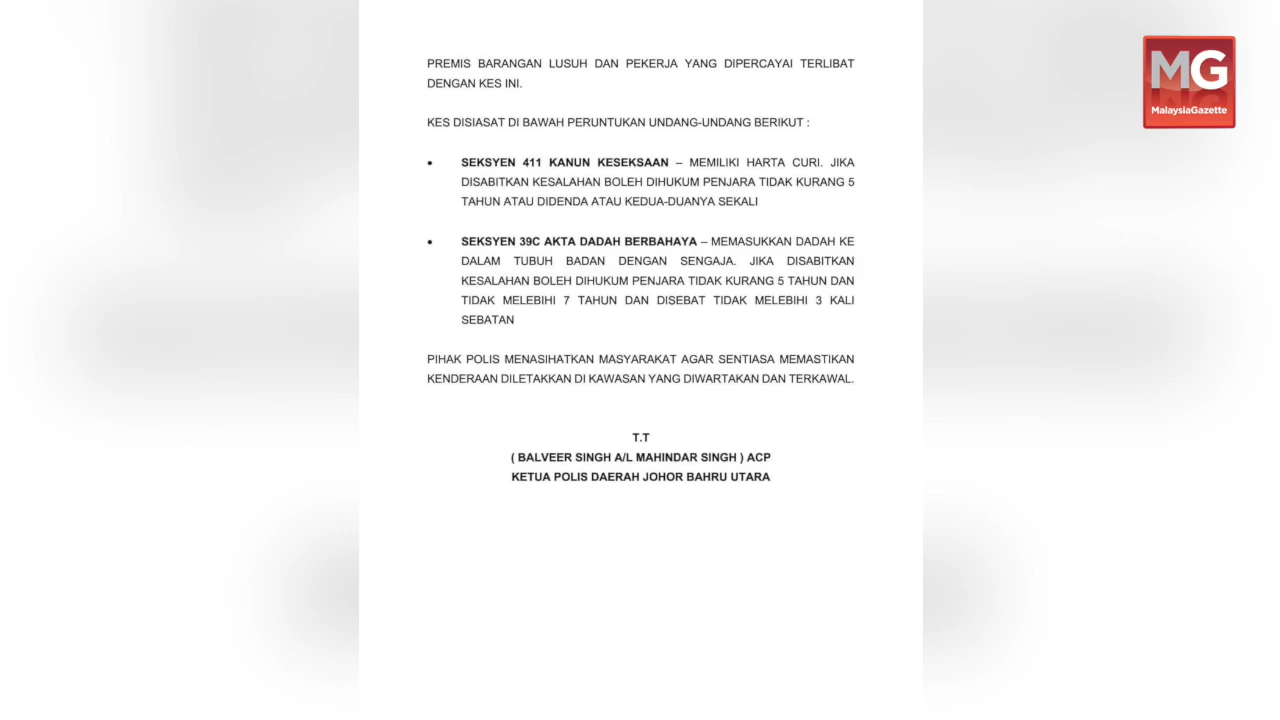 PREMIS BARANGAN LUSUH DAN PEKERJA YANG DIPERCAYAI TERLIBAT
DENGAN KES INI.
KES DISIASAT DI BAWAH PERUNTUKAN UNDANG-UNDANG BERIKUT :
• SEKSYEN 411 KANUN KESEKSAAN – MEMILIKI HARTA CURI. JIKA
DISABITKAN KESALAHAN BOLEH DIHUKUM PENJARA TIDAK KURANG 5
TAHUN ATAU DIDENDA ATAU KEDUA-DUANYA SEKALI
• SEKSYEN 39C AKTA DADAH BERBAHAYA – MEMASUKKAN DADAH KE
DALAM TUBUH BADAN DENGAN SENGAJA. JIKA DISABITKAN
KESALAHAN BOLEH DIHUKUM PENJARA TIDAK KURANG 5 TAHUN DAN
TIDAK MELEBIHI 7 TAHUN DAN DISEBAT TIDAK MELEBIHI 3 KALI
SEBATAN
PIHAK POLIS MENASIHATKAN MASYARAKAT AGAR SENTIASA MEMASTIKAN
KENDERAAN DILETAKKAN DI KAWASAN YANG DIWARTAKAN DAN TERKAWAL.
T.T
( BALVEER SINGH A/L MAHINDAR SINGH ) ACP
KETUA POLIS DAERAH JOHOR BAHRU UTARA
MG
MalaysiaGazette